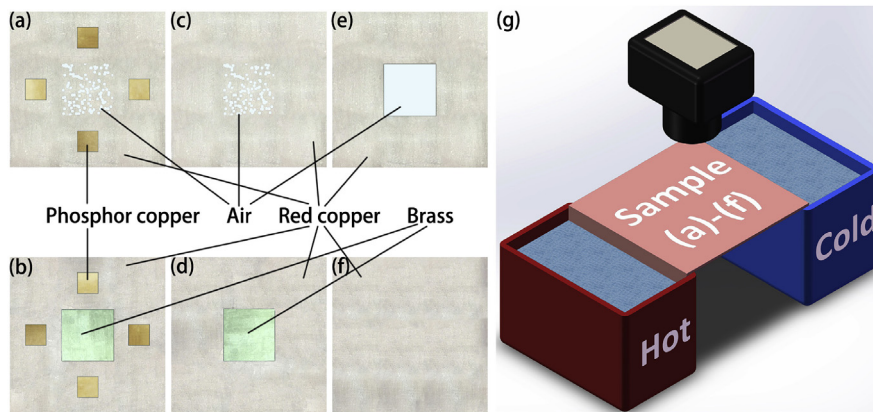 (a)
(c)
(e)
(g)
Phosphor copper
Air
Red copper
Brass
(b)
(d)
(f)
Sample
(a)-(f)
Hot
Cold